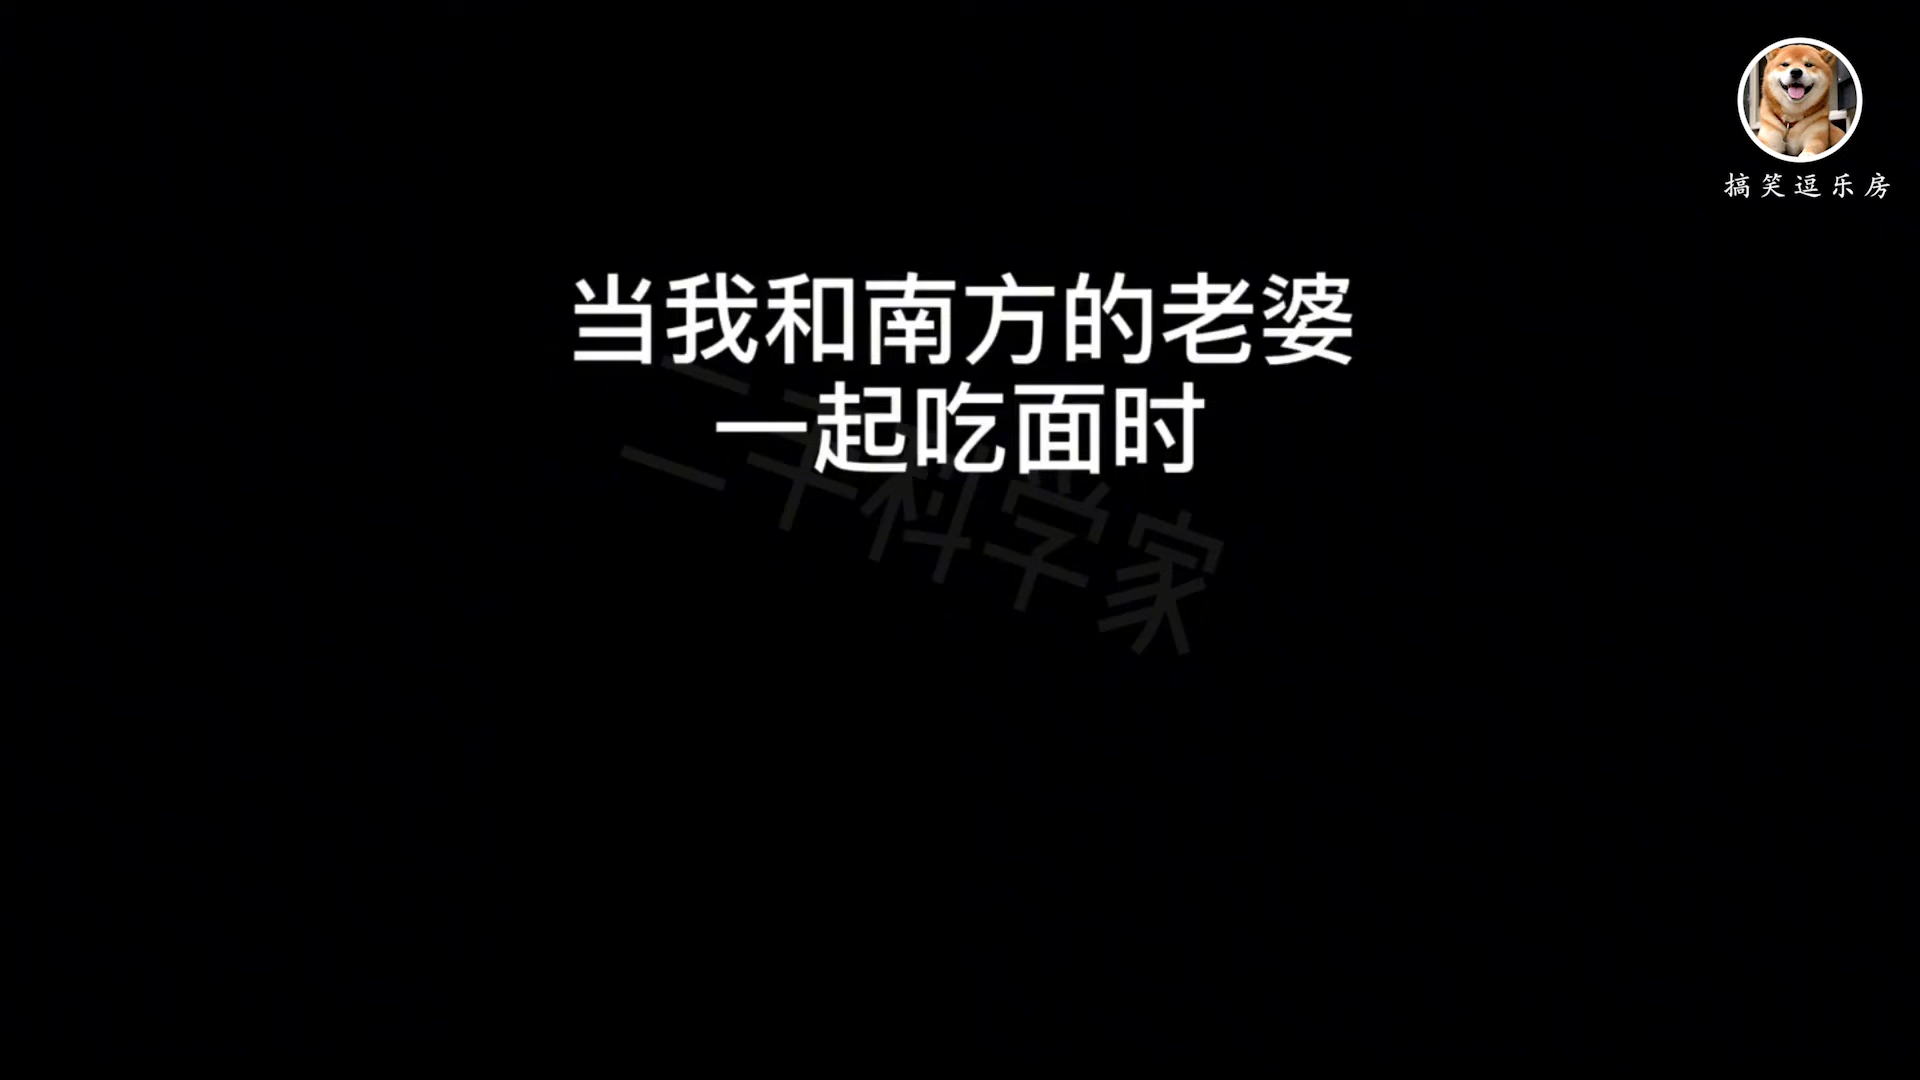 搞笑逗乐房
当我和南方的老婆
一起吃面时
二手科学家